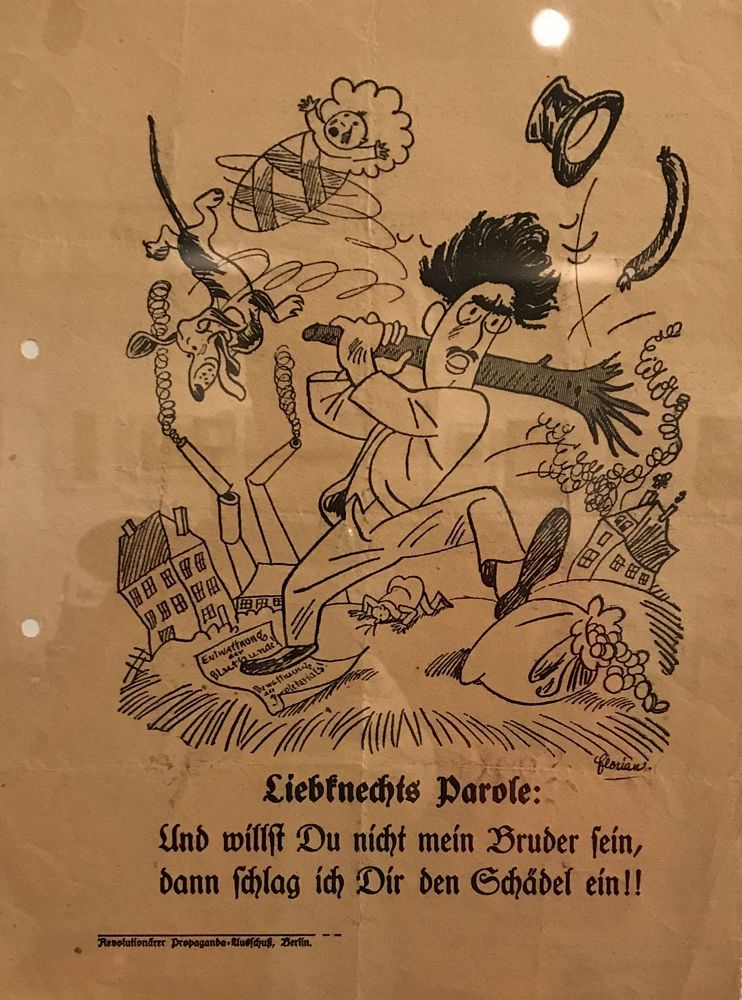 Entwaffnung
der
Bluthunde!
Bewaffnung
des
Proletariats!
Florian.
Liebknechts Parole:
Und willst Du nicht mein Bruder sein,
dann schlag ich Dir den Schädel ein!!
Revolutionärer Propaganda-Ausschuß, Berlin.